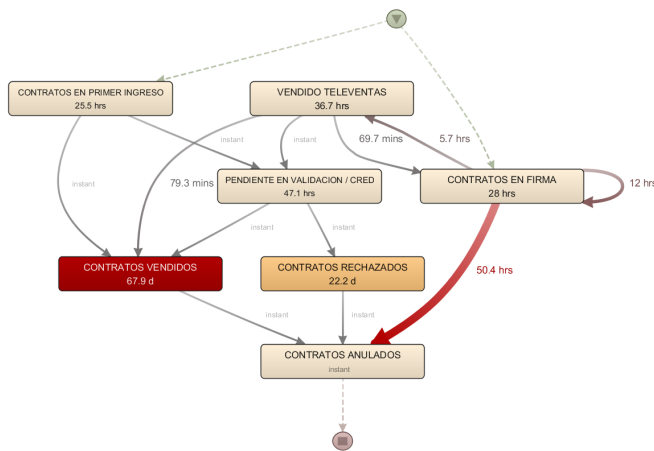 CONTRATOS EN PRIMER INGRESO
25.5 hrs
VENDIDO TELEVENTAS
36.7 hrs
instant
instant
69.7 mins
5.7 hrs
instant
79.3 mins
PENDIENTE EN VALIDACION / CRED
47.1 hrs
CONTRATOS EN FIRMA
28 hrs
12 hrs
instant
instant
CONTRATOS VENDIDOS
67.9 d
CONTRATOS RECHAZADOS
22.2 d
50.4 hrs
instant
instant
CONTRATOS ANULADOS
instant